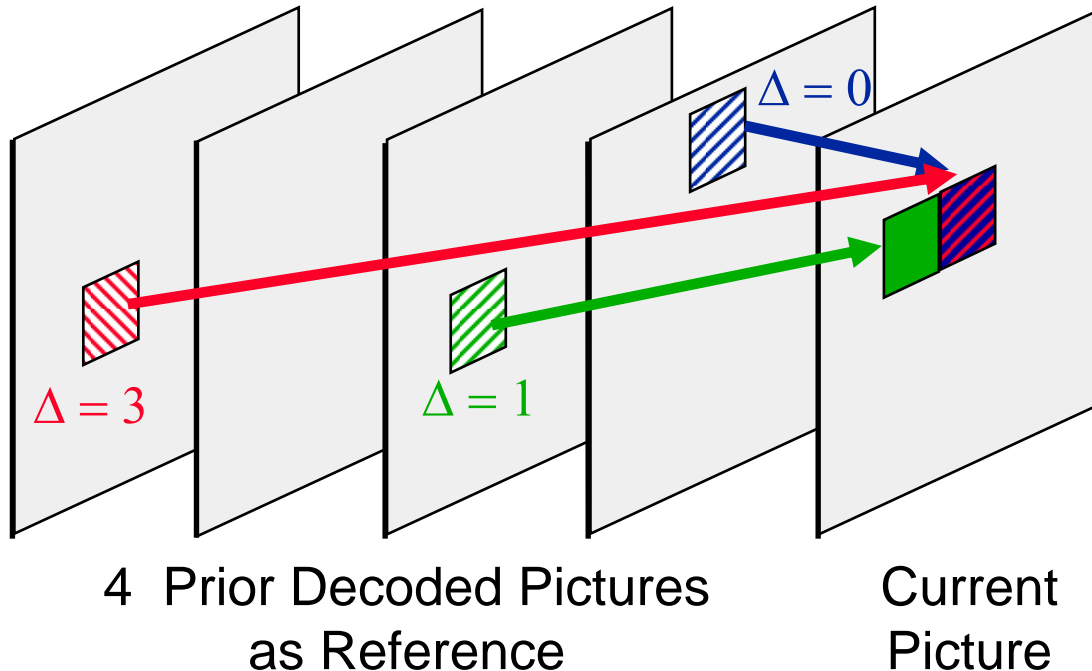 Δ = 0
Δ = 3
Δ = 1
4 Prior Decoded Pictures
as Reference
Current
Picture